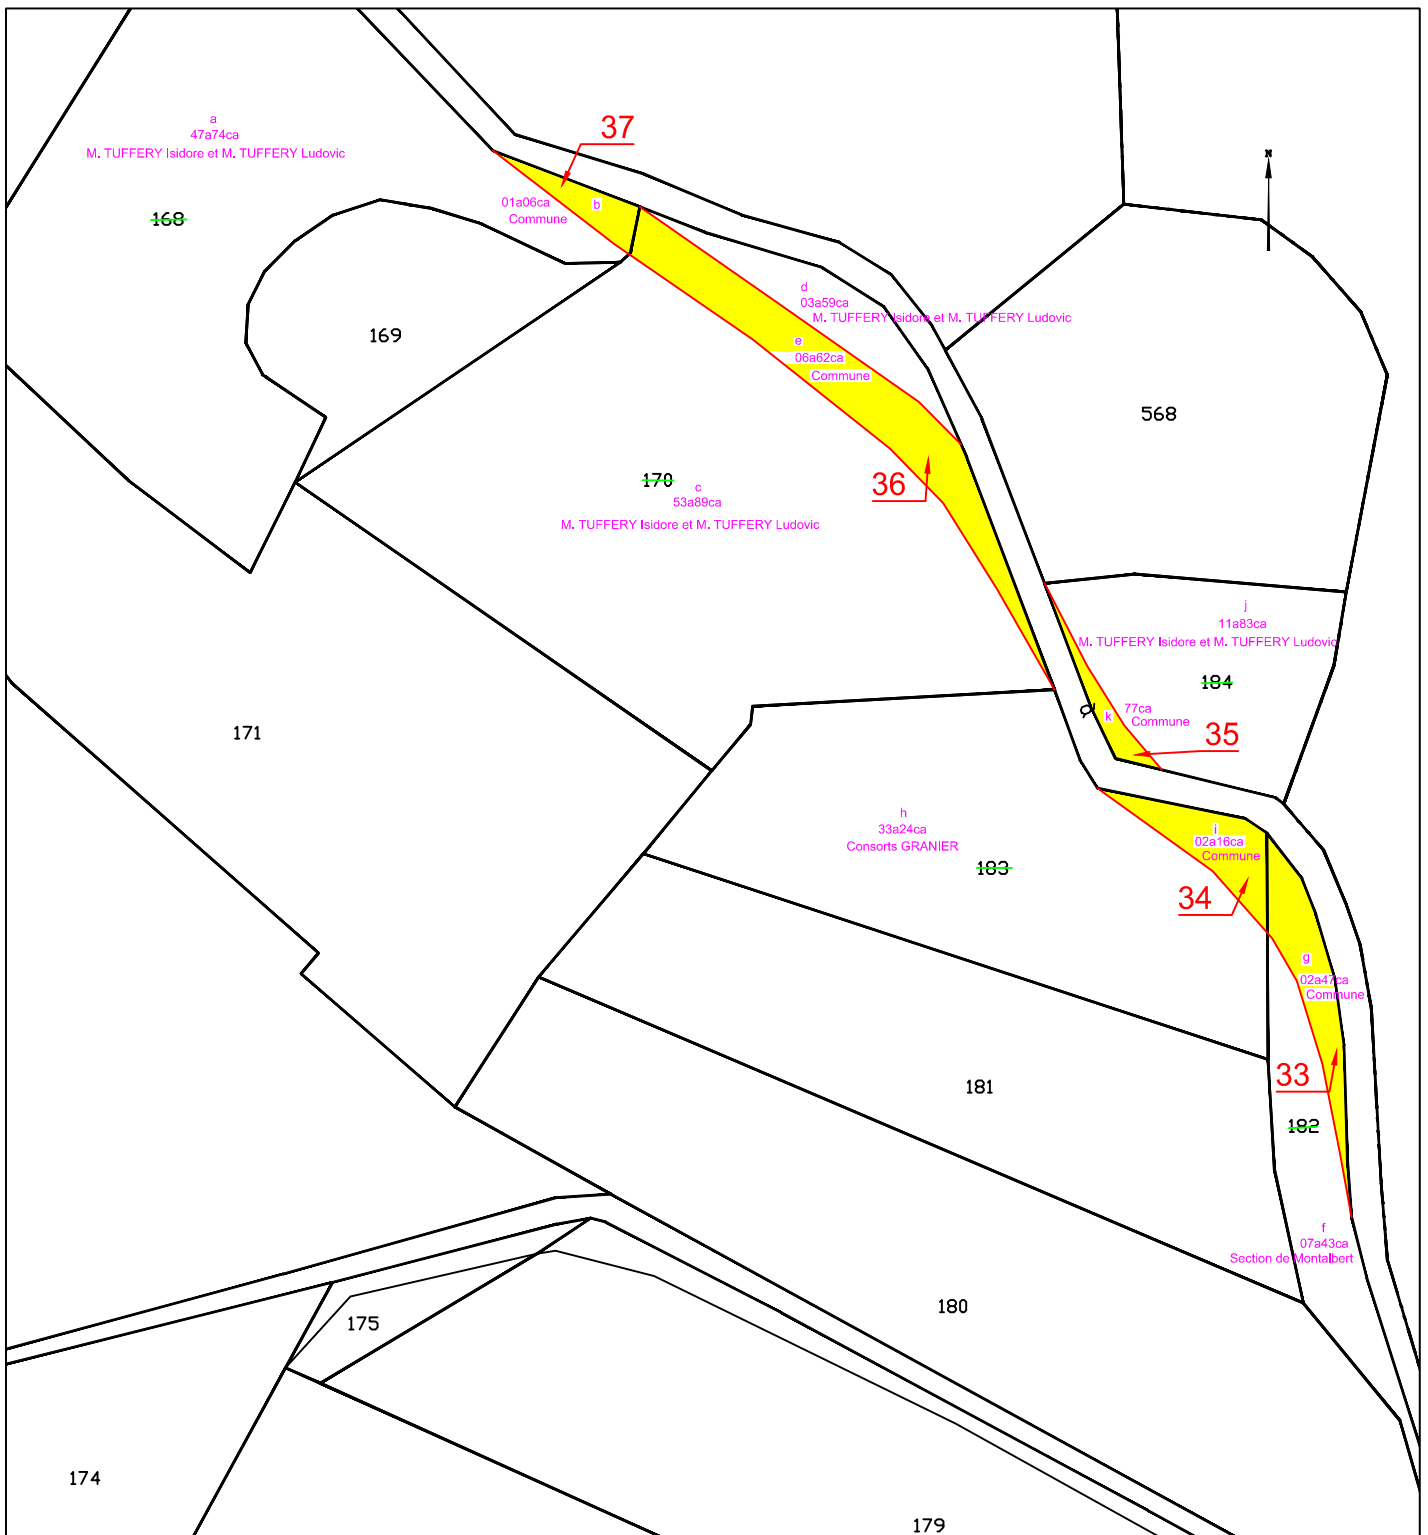 a
47a74ca
M. TUFFERY Isidore et M. TUFFERY Ludovic
168
37
01a06ca
Commune
b
N
169
d
03a59ca
M. TUFFERY Isidore et M. TUFFERY Ludovic
e
06a62ca
Commune
568
170
c
53a89ca
M. TUFFERY Isidore et M. TUFFERY Ludovic
36
j
11a83ca
M. TUFFERY Isidore et M. TUFFERY Ludovic
184
k
77ca
Commune
35
171
h
33a24ca
Consorts GRANIER
183
i
02a16ca
Commune
34
g
02a47ca
Commune
33
181
182
f
07a43ca
Section de Montalbert
180
175
174
179